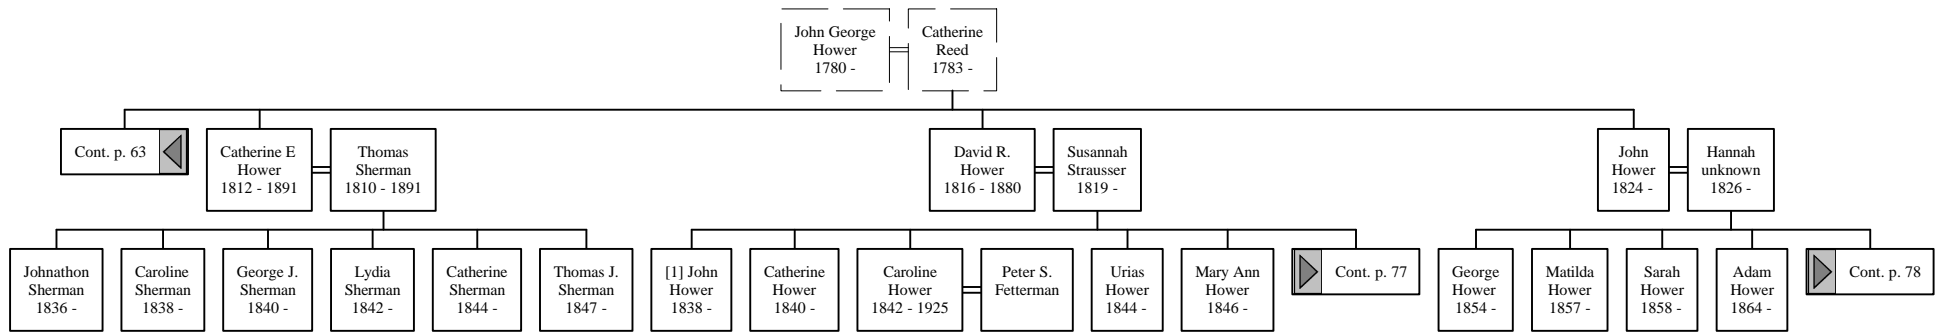 John George
Hower
1780 -
Catherine
Reed
1783 -
Cont. p. 63
Catherine E
Hower
1812 - 1891
Thomas
Sherman
1810 - 1891
David R.
Hower
1816 - 1880
Susannah
Strausser
1819 -
John
Hower
1824 -
Hannah
unknown
1826 -
Johnathon
Sherman
1836 -
Caroline
Sherman
1838 -
George J.
Sherman
1840 -
Lydia
Sherman
1842 -
Catherine
Sherman
1844 -
Thomas J.
Sherman
1847 -
[1] John
Hower
1838 -
Catherine
Hower
1840 -
Caroline
Hower
1842 - 1925
Peter S.
Fetterman
Urias
Hower
1844 -
Mary Ann
Hower
1846 -
Cont. p. 77
George
Hower
1854 -
Matilda
Hower
1857 -
Sarah
Hower
1858 -
Adam
Hower
1864 -
Cont. p. 78